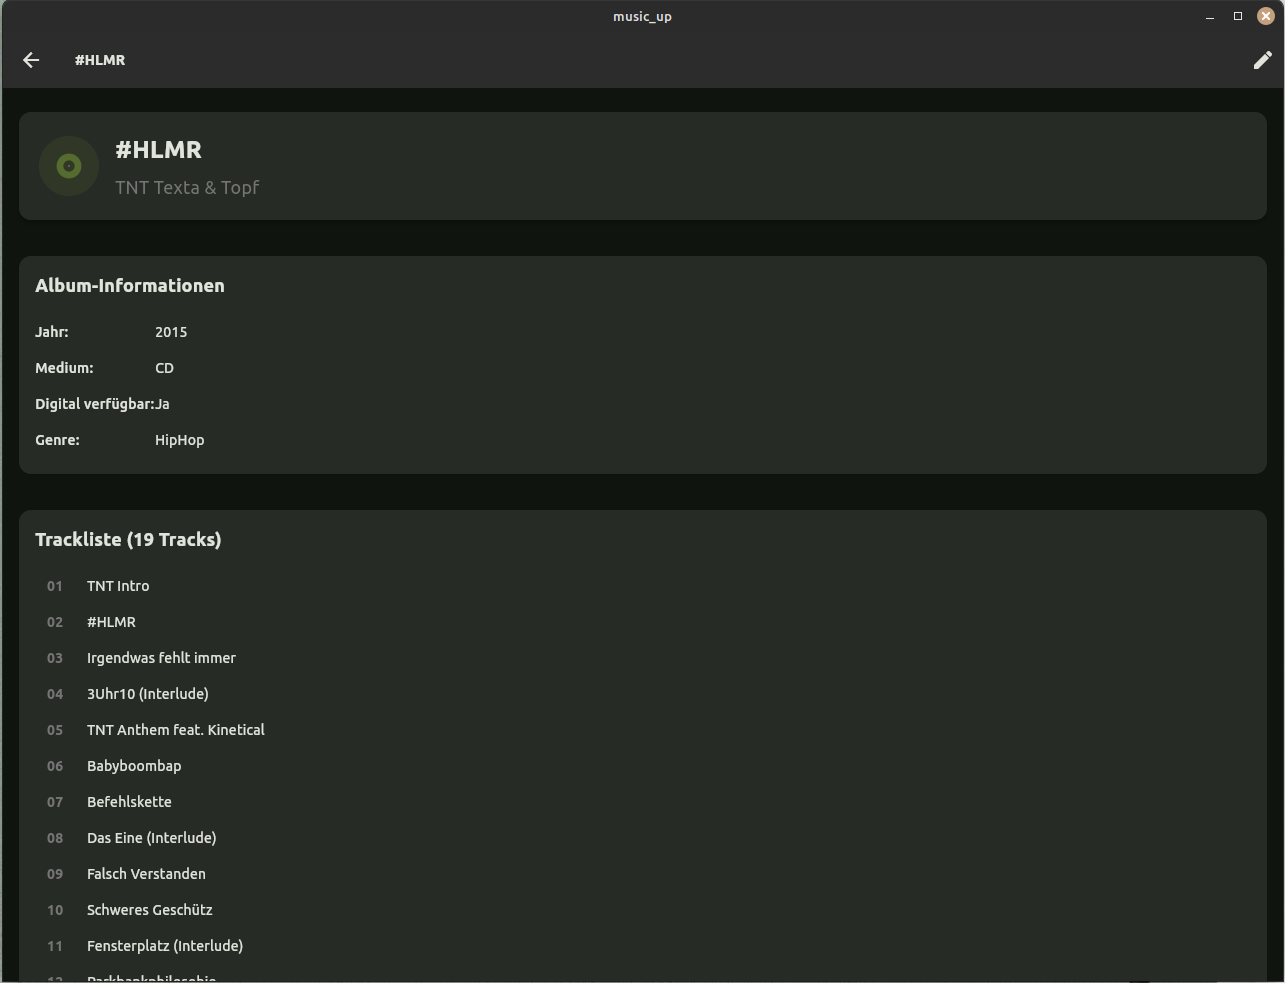 music_up
#HLMR
#HLMR
TNT Texta & Topf
Album-Informationen
Jahr: 2015
Medium: CD
Digital verfügbar: Ja
Genre: HipHop
Trackliste (19 Tracks)
01 TNT Intro
02 #HLMR
03 Irgendwas fehlt immer
04 3Uhr10 (Interlude)
05 TNT Anthem feat. Kinetical
06 Babyboombap
07 Befehlskette
08 Das Eine (Interlude)
09 Falsch Verstanden
10 Schweres Geschütz
11 Fensterplatz (Interlude)
12 Parkbankphilosophie